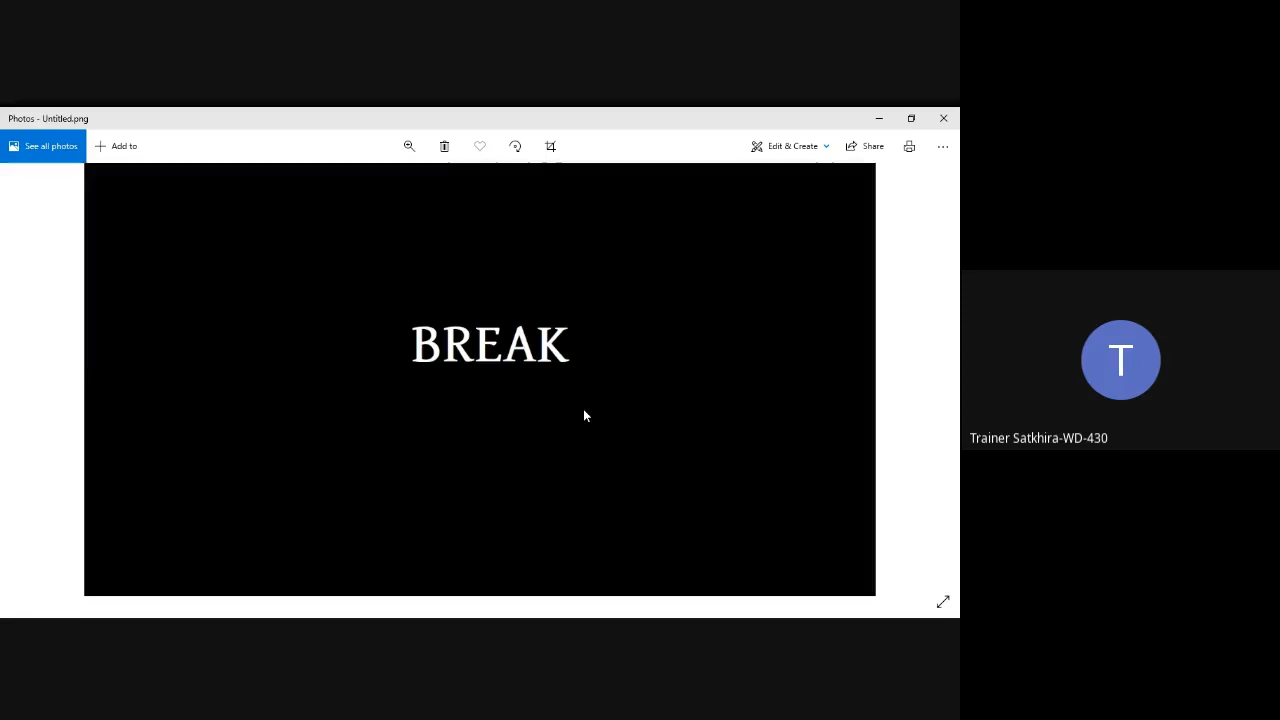 Photos - Untitled.png
See all photos
Add to
Edit & Create
Share
BREAK
T
Trainer Satkhira-WD-430